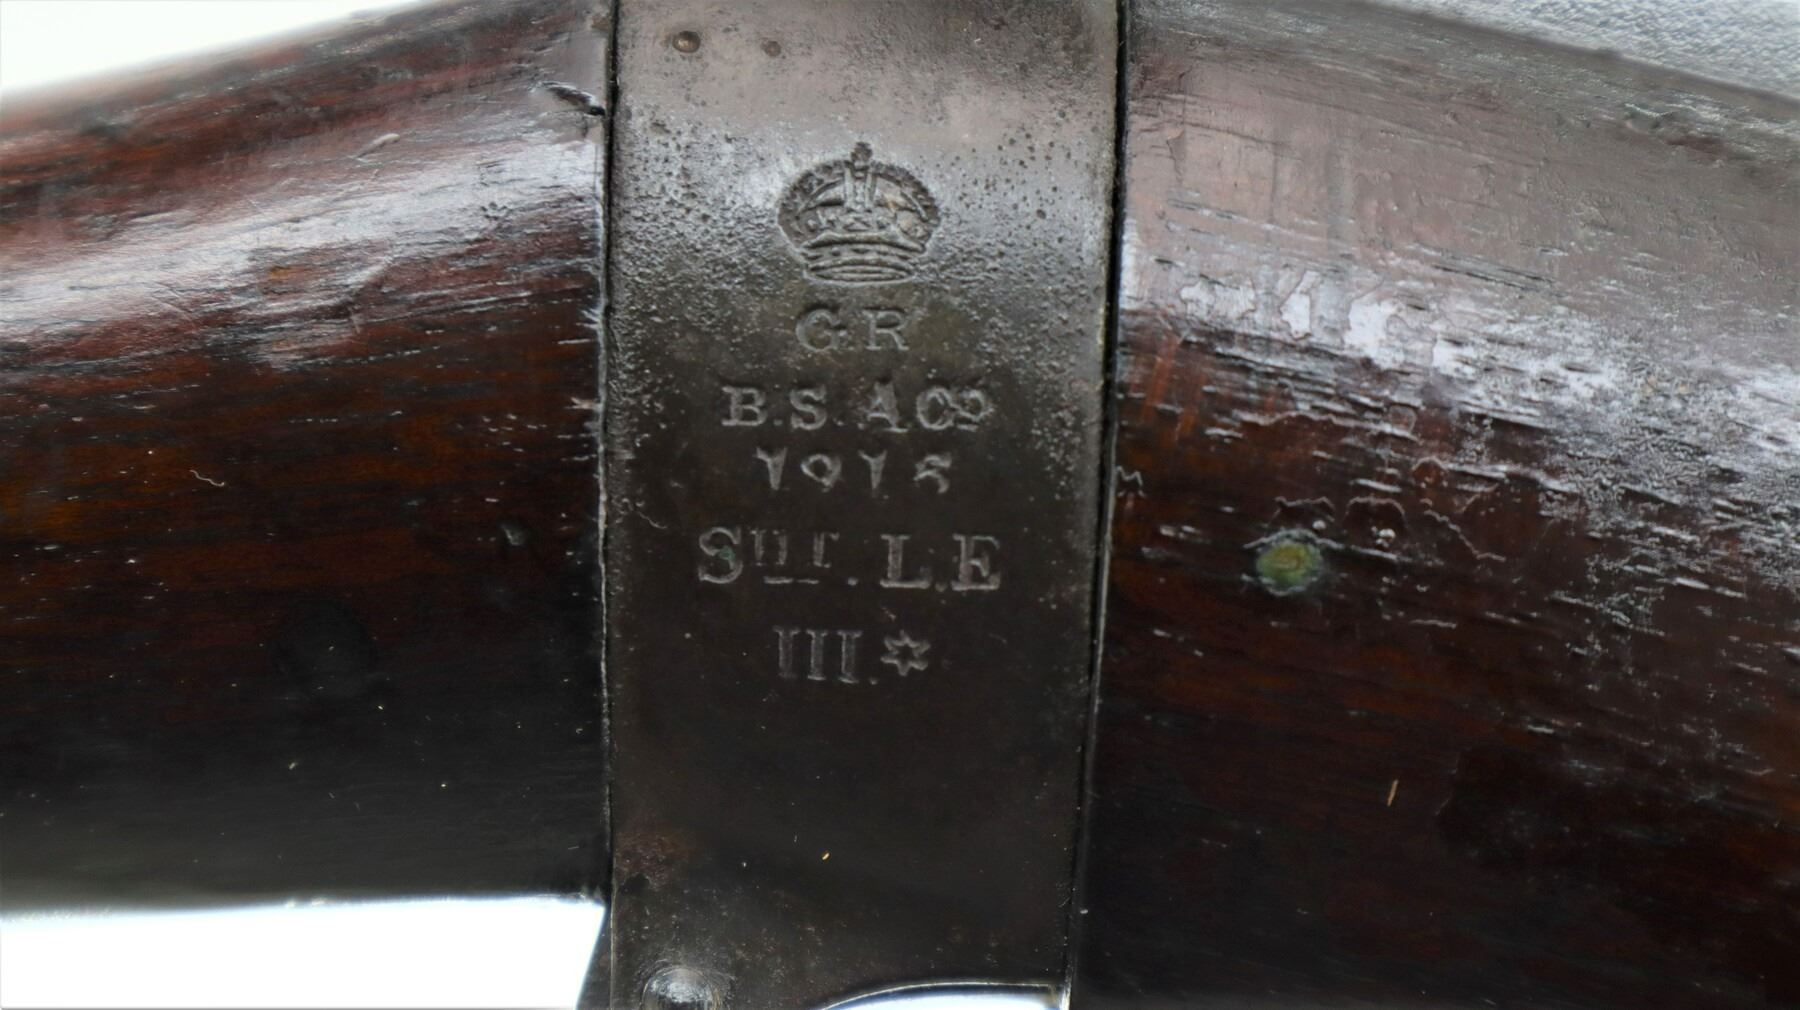 G.R
B.S.A Co
1915
SHT. L.E
III.*